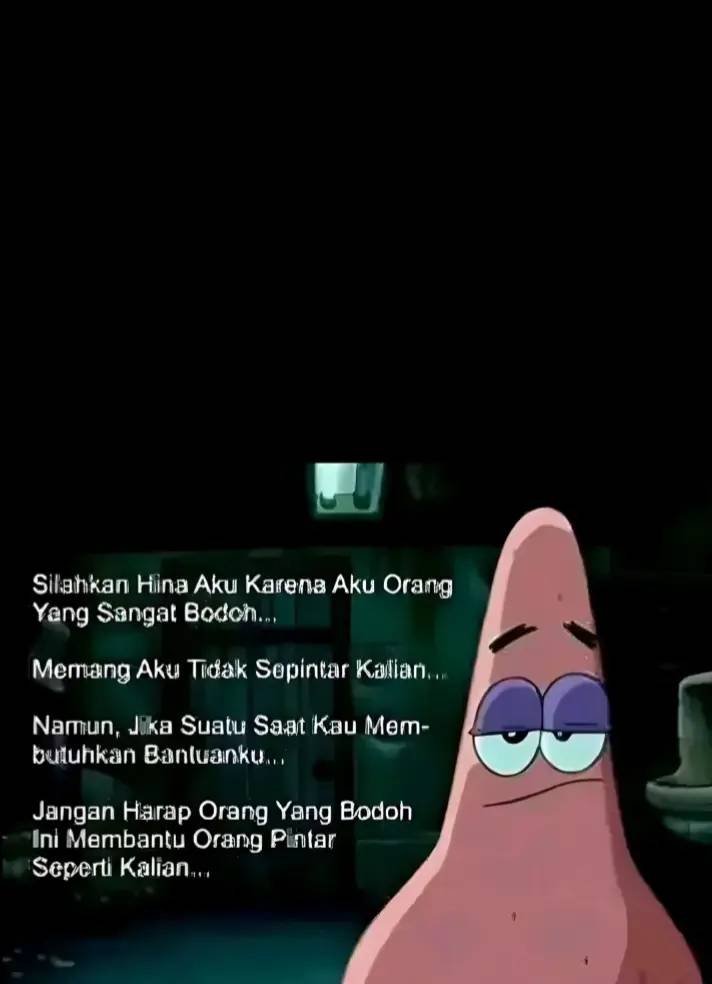 Silahkan Hina Aku Karena Aku Orang
Yang Sangat Bodoh...
Memang Aku Tidak Sepintar Kalian...
Namun, Jika Suatu Saat Kau Mem-
butuhkan Bantuanku...
Jangan Harap Orang Yang Bodoh
Ini Membantu Orang Pintar
Seperti Kalian...